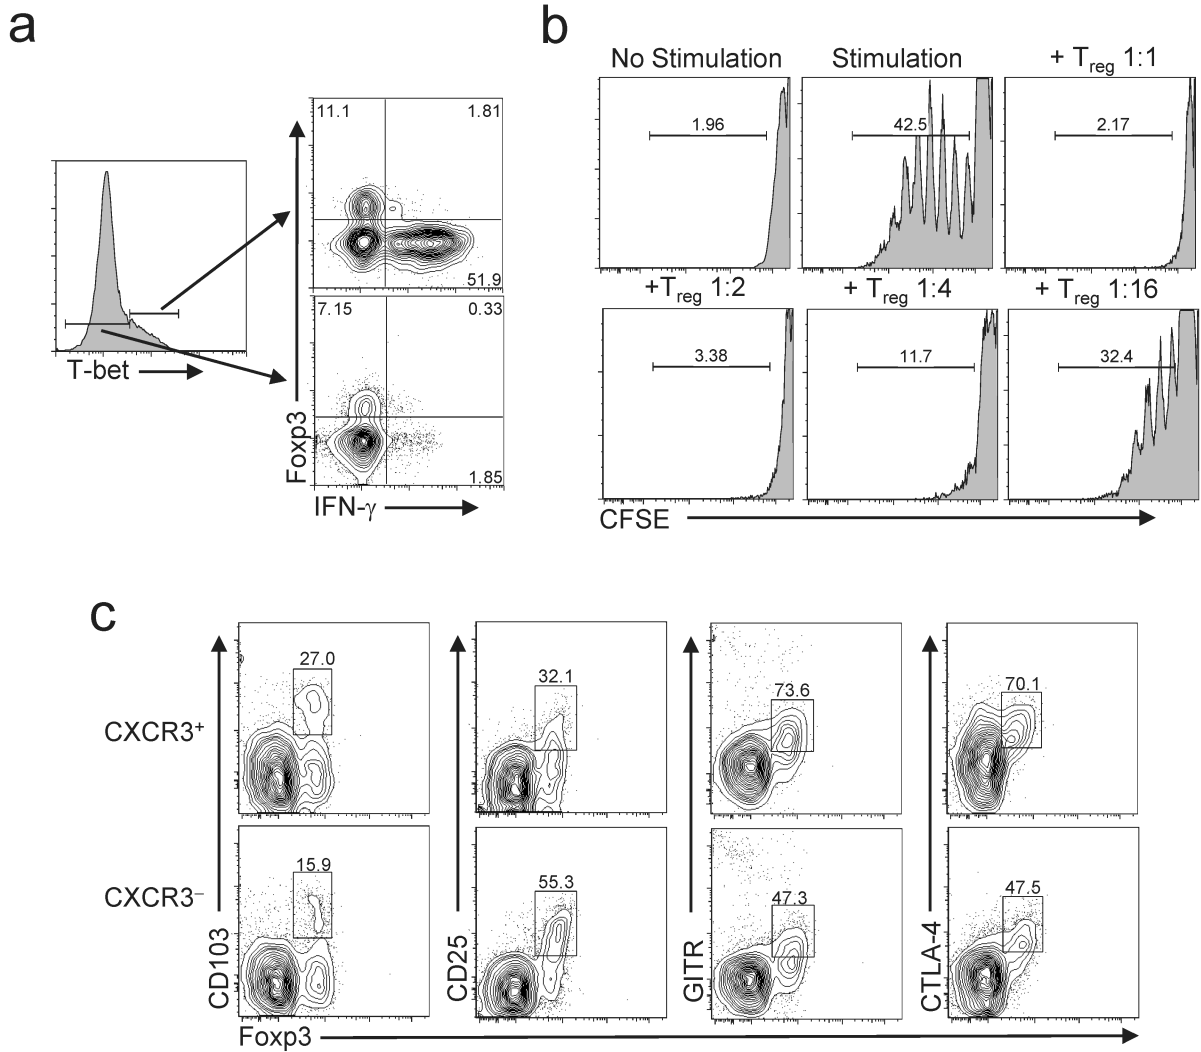 a
11.1 1.81
51.9
7.15 0.33
1.85
T-bet
Foxp3
IFN-γ
b
No Stimulation Stimulation + Treg 1:1
1.96 42.5 2.17
+Treg 1:2 + Treg 1:4 + Treg 1:16
3.38 11.7 32.4
CFSE
c
CXCR3+
27.0 32.1 73.6 70.1
CXCR3–
15.9 55.3 47.3 47.5
CD103 CD25 GITR CTLA-4
Foxp3